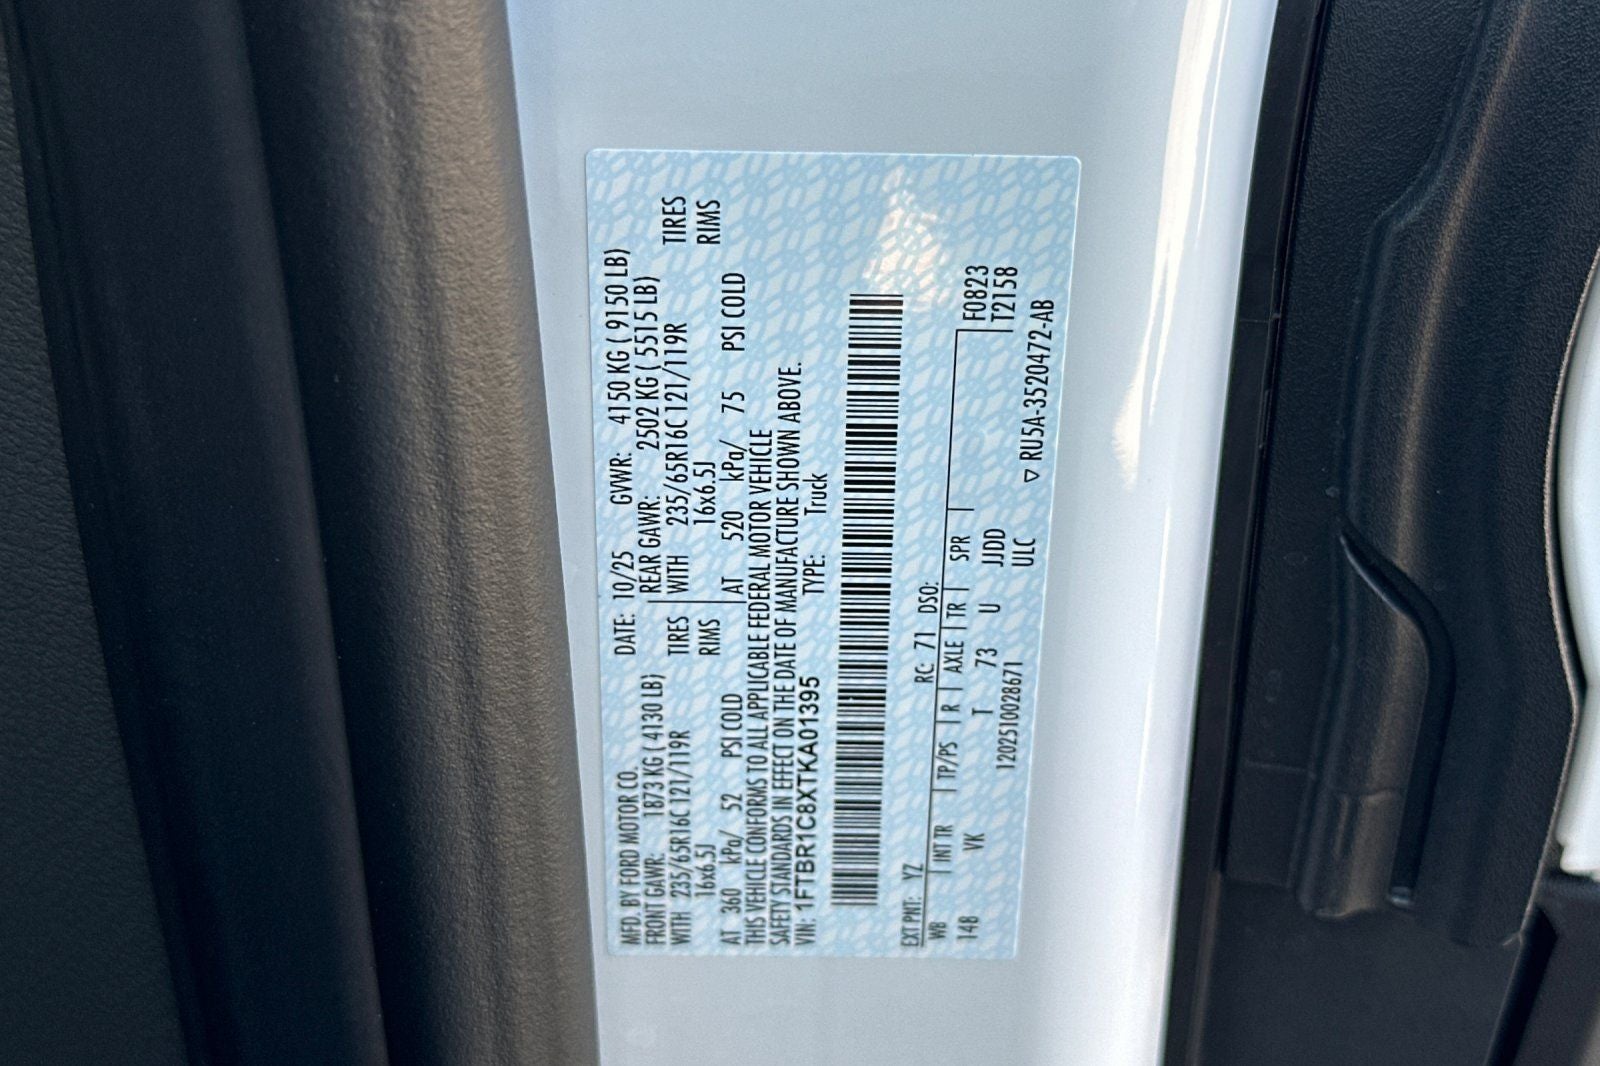 MFD. BY FORD MOTOR CO. DATE: 10/25 GVWR: 4150 KG ( 9150 LB)
FRONT GAWR: 1873 KG ( 4130 LB) REAR GAWR: 2502 KG ( 5515 LB)
WITH 235/65R16C 121/119R TIRES WITH 235/65R16C 121/119R TIRES
16x6.5J RIMS 16x6.5J RIMS
AT 360 kPa/ 52 PSI COLD AT 520 kPa/ 75 PSI COLD
THIS VEHICLE CONFORMS TO ALL APPLICABLE FEDERAL MOTOR VEHICLE
SAFETY STANDARDS IN EFFECT ON THE DATE OF MANUFACTURE SHOWN ABOVE.
VIN: 1FTBR1C8XTKA01395 TYPE: Truck
EXT PNT: YZ RC: 71 DSO:
WB INT TR TP/PS R AXLE TR SPR F0823
148 VK T 73 U JJDD T2158
1202510028671 ULC ▽ RU5A-3520472-AB